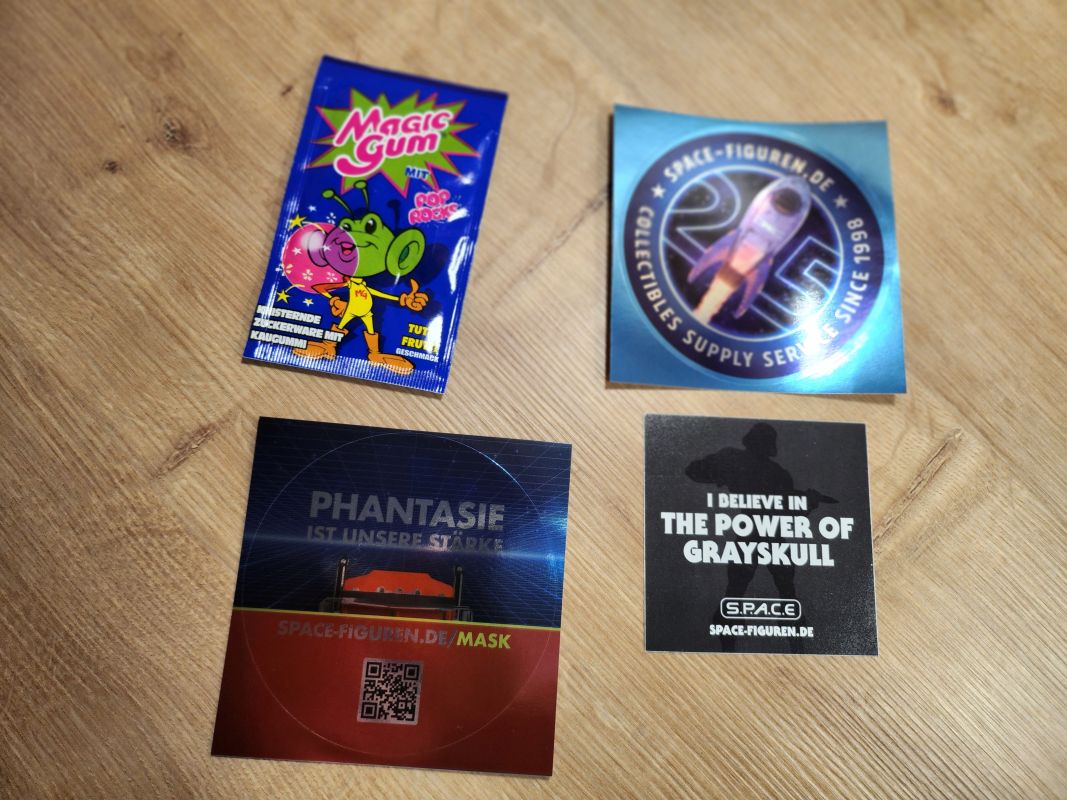 MAGIC
GUM
MIT
POP
ROCKS
MG
KNISTERNDE
ZUCKERWARE MIT
KAUGUMMI
TUTTI
FRUTTI
GESCHMACK
★ SPACE-FIGUREN.DE ★
25
COLLECTIBLES SUPPLY SERVICE SINCE 1998
PHANTASIE
IST UNSERE STÄRKE
SPACE-FIGUREN.DE/MASK
I BELIEVE IN
THE POWER OF
GRAYSKULL
S.P.A.C.E
SPACE-FIGUREN.DE